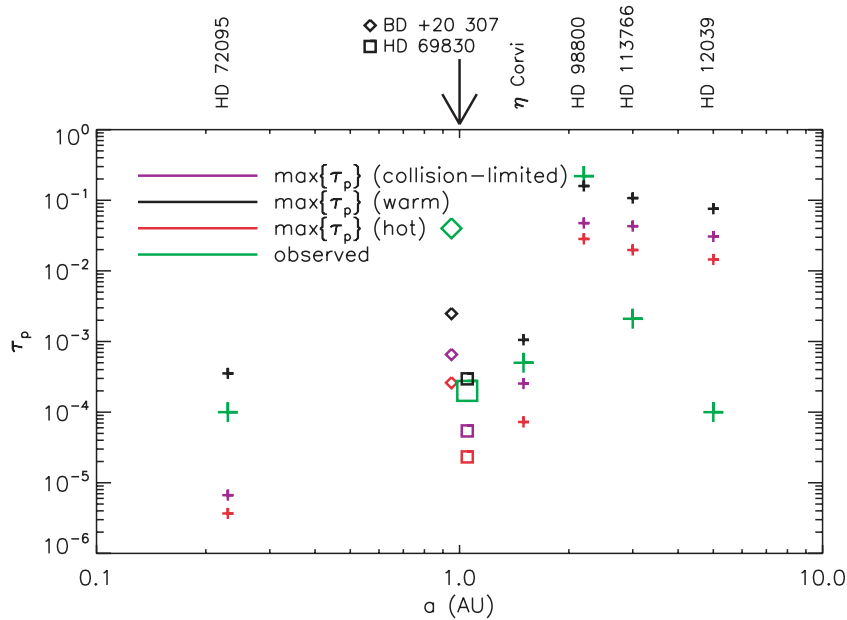 BD +20 307
HD 69830
HD 72095
η Corvi
HD 98800
HD 113766
HD 12039
10⁰
10⁻¹
10⁻²
10⁻³
10⁻⁴
10⁻⁵
10⁻⁶
τₚ
max{τₚ} (collision-limited)
max{τₚ} (warm)
max{τₚ} (hot)
observed
0.1
1.0
10.0
a (AU)